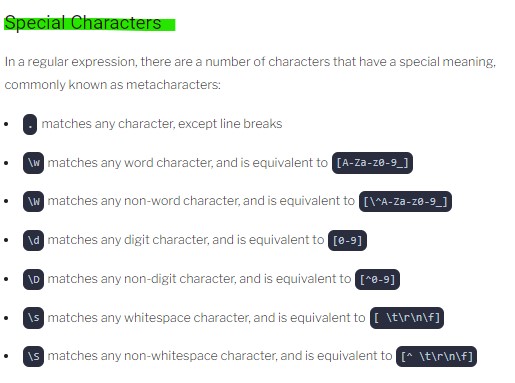 Special Characters
In a regular expression, there are a number of characters that have a special meaning,
commonly known as metacharacters:
• . matches any character, except line breaks
• \w matches any word character, and is equivalent to [A-Za-z0-9_]
• \W matches any non-word character, and is equivalent to [\^A-Za-z0-9_]
• \d matches any digit character, and is equivalent to [0-9]
• \D matches any non-digit character, and is equivalent to [^0-9]
• \s matches any whitespace character, and is equivalent to [ \t\r\n\f]
• \S matches any non-whitespace character, and is equivalent to [^ \t\r\n\f]